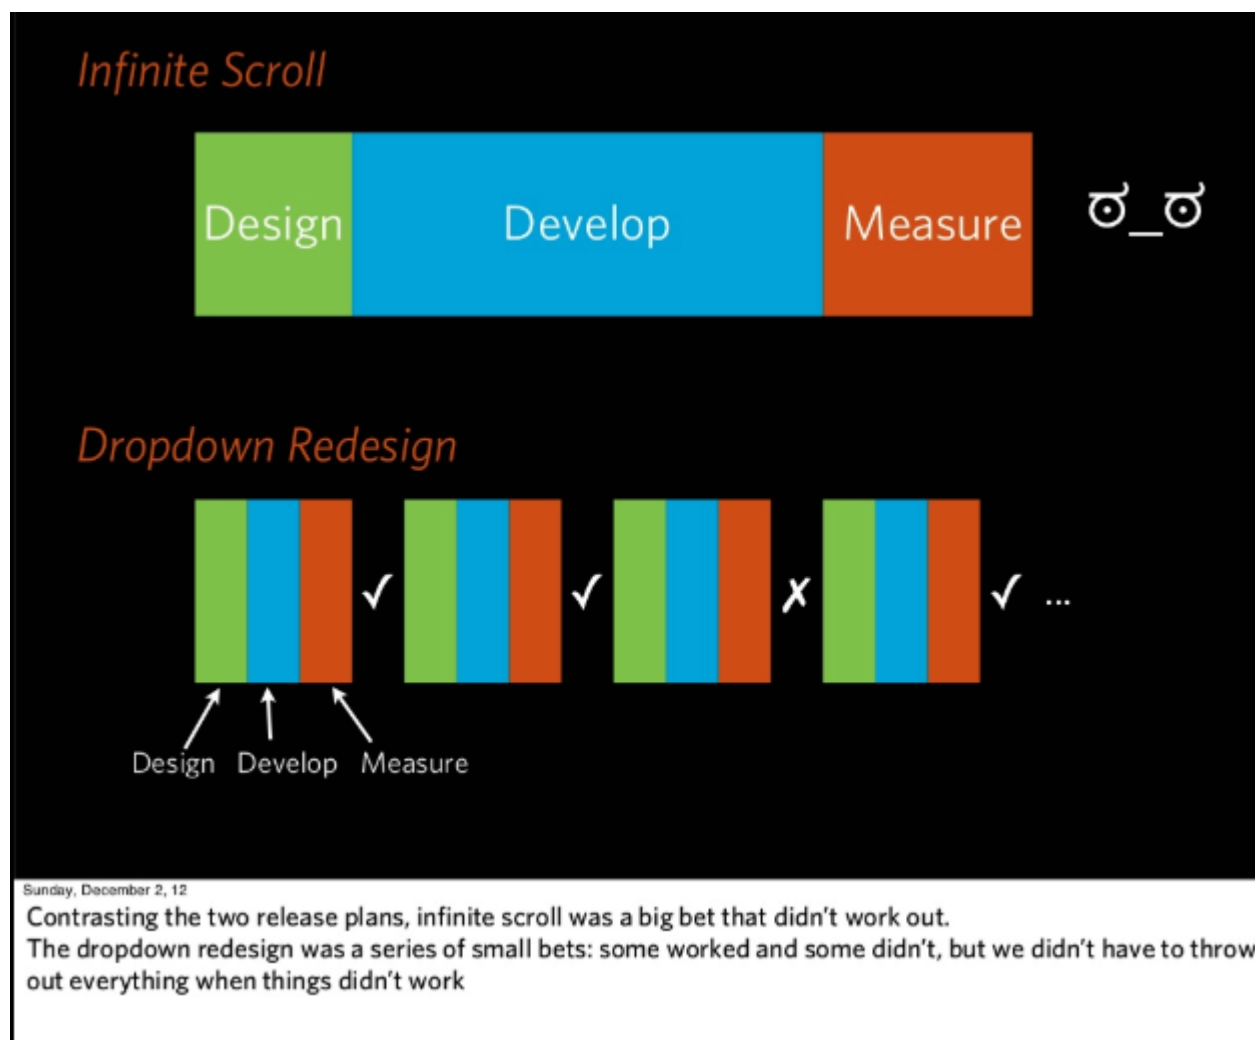 Infinite Scroll
Design Develop Measure ಠ_ಠ
Dropdown Redesign
✓ ✓ ✗ ✓ ...
Design Develop Measure
Sunday, December 2, 12
Contrasting the two release plans, infinite scroll was a big bet that didn't work out.
The dropdown redesign was a series of small bets: some worked and some didn't, but we didn't have to throw
out everything when things didn't work